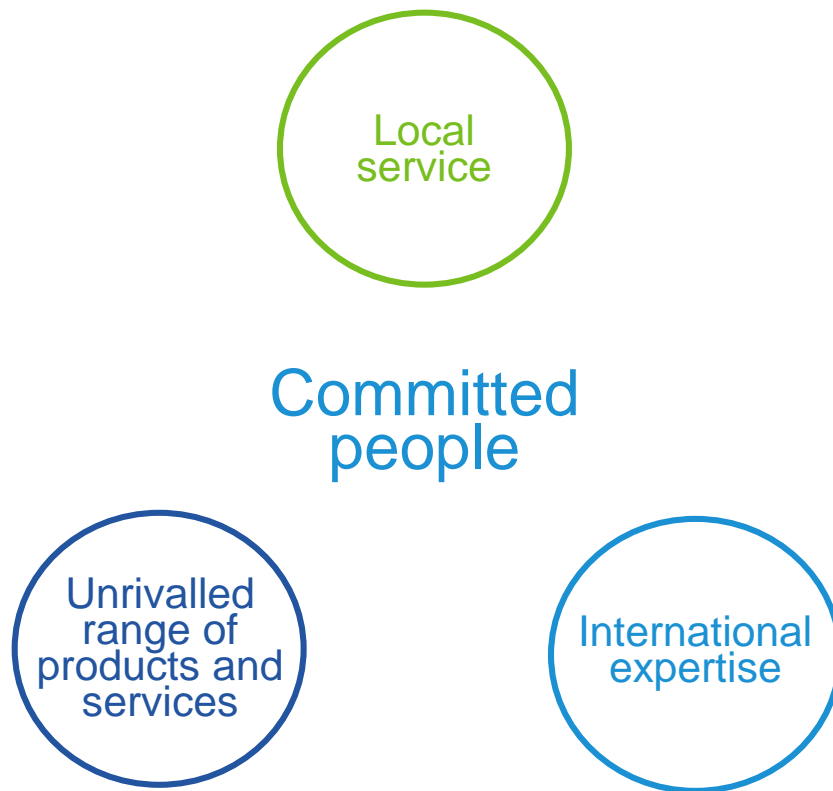 Local
service
Committed
people
Unrivalled
range of
products and
services
International
expertise